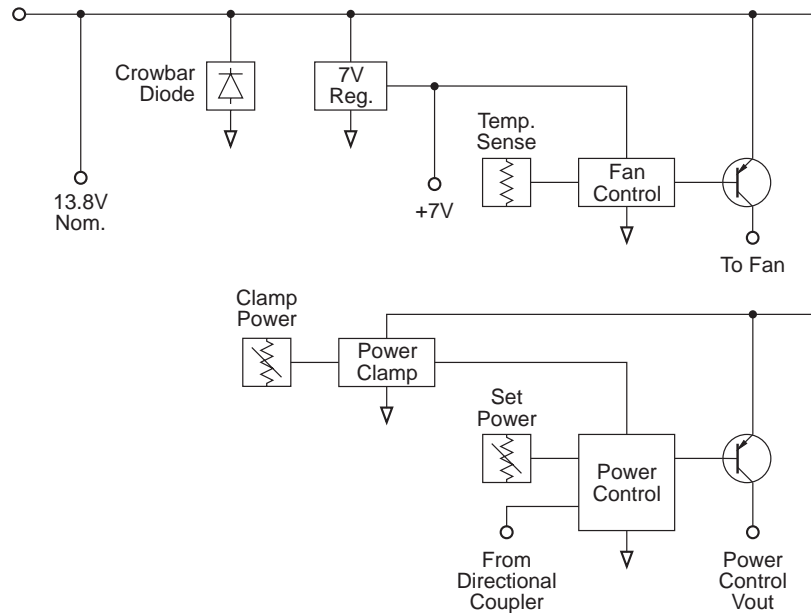 Crowbar
Diode
7V
Reg.
Temp.
Sense
Fan
Control
13.8V
Nom.
+7V
To Fan
Clamp
Power
Power
Clamp
Set
Power
Power
Control
From
Directional
Coupler
Power
Control
Vout